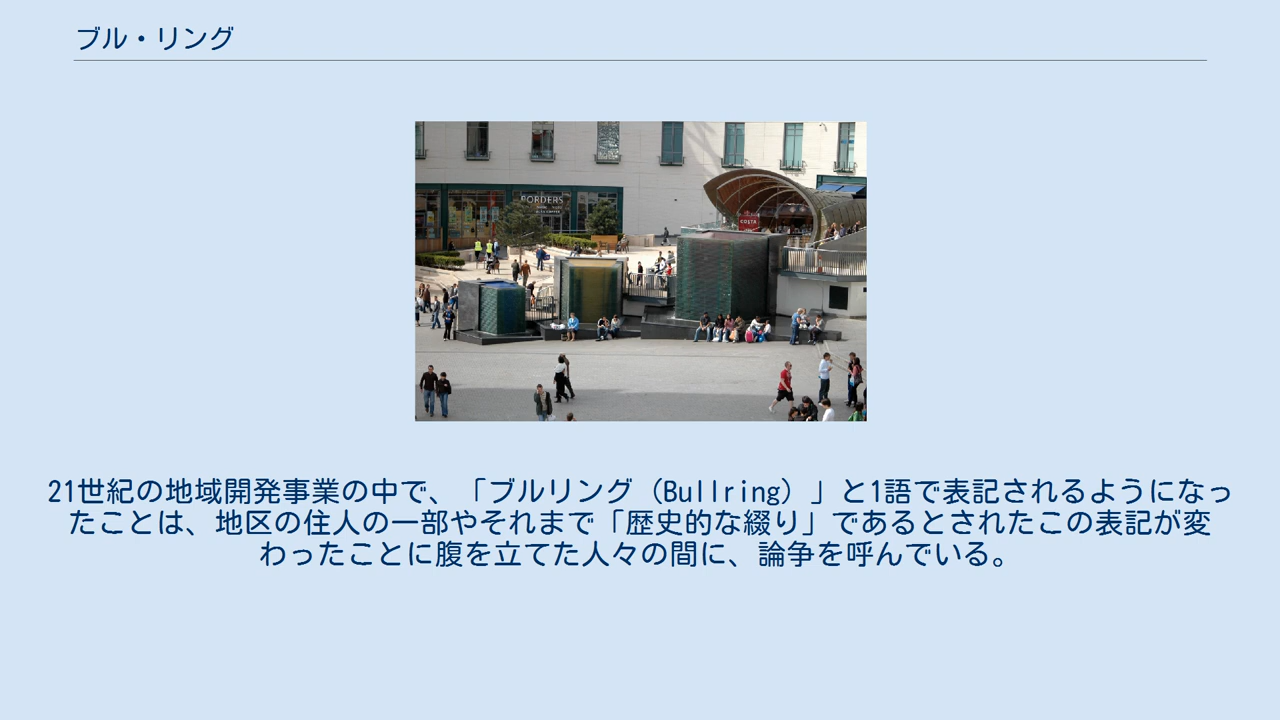 ブル・リング
BORDERS
COSTA
21世紀の地域開発事業の中で、「ブルリング（Bullring）」と1語で表記されるようになっ
たことは、地区の住人の一部やそれまで「歴史的な綴り」であるとされたこの表記が変
わったことに腹を立てた人々の間に、論争を呼んでいる。